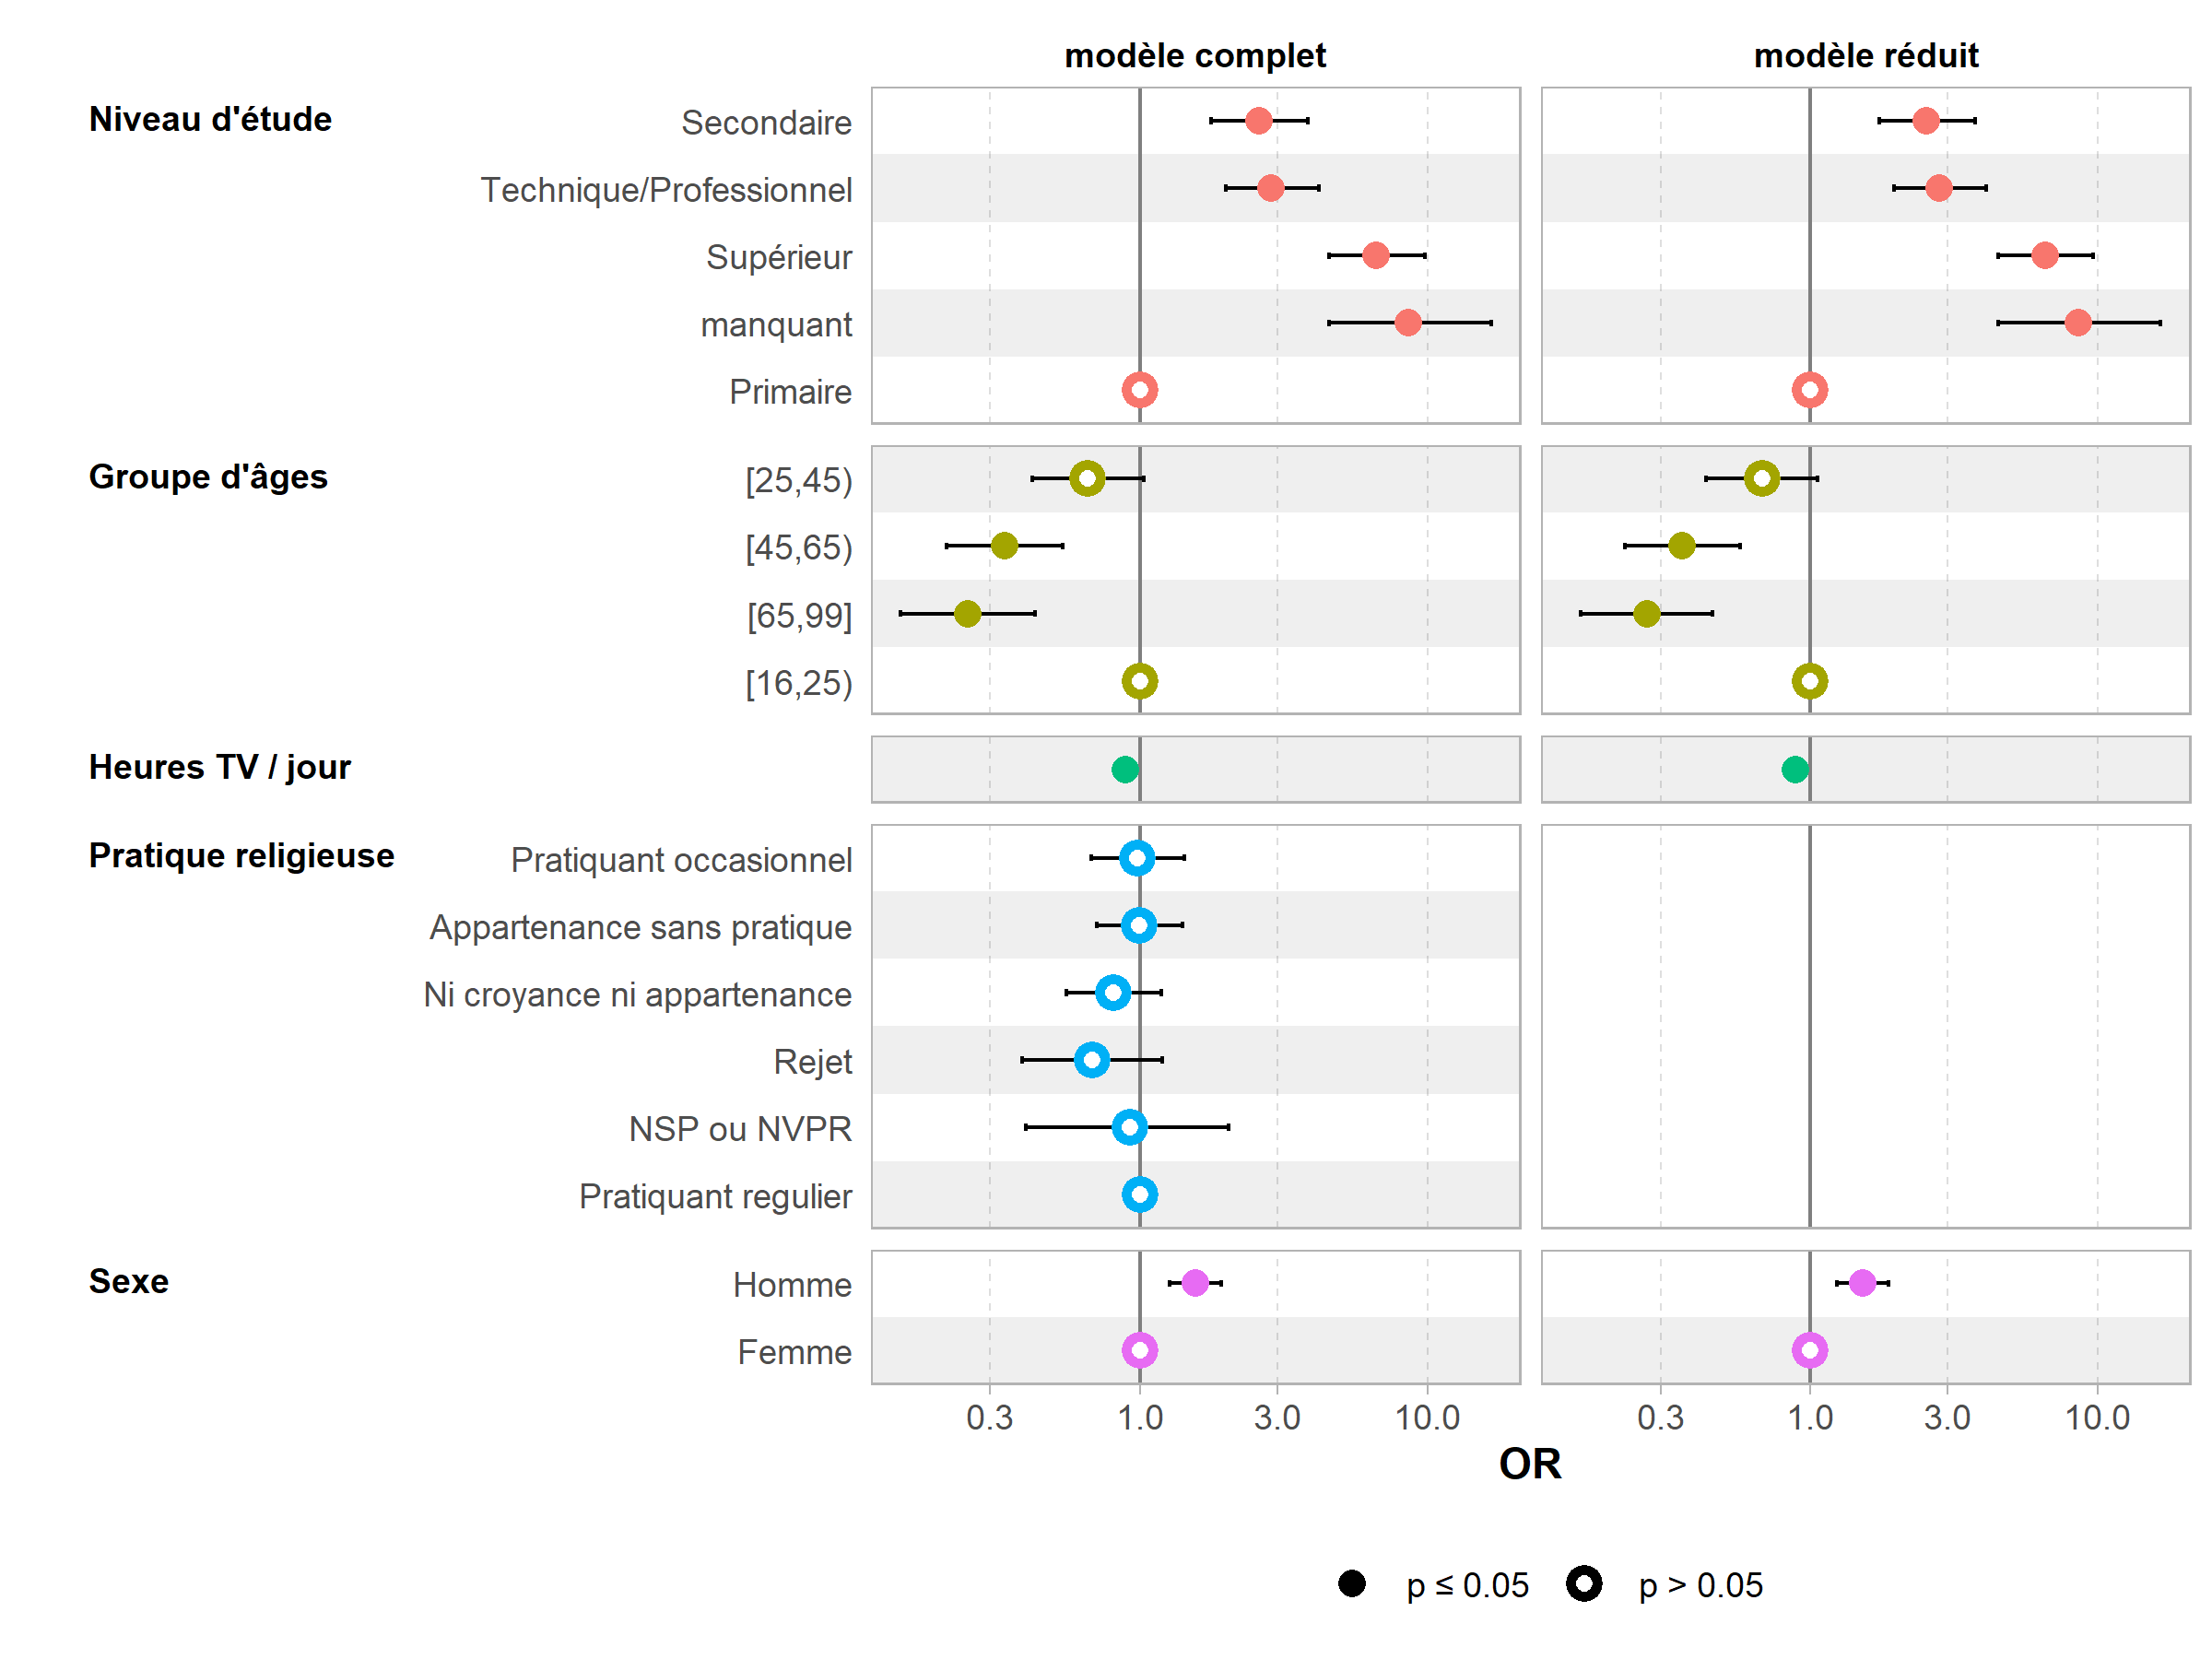 modèle complet modèle réduit
Niveau d'étude Secondaire
Technique/Professionnel
Supérieur
manquant
Primaire
Groupe d'âges [25,45)
[45,65)
[65,99]
[16,25)
Heures TV / jour
Pratique religieuse Pratiquant occasionnel
Appartenance sans pratique
Ni croyance ni appartenance
Rejet
NSP ou NVPR
Pratiquant regulier
Sexe Homme
Femme
0.3 1.0 3.0 10.0 0.3 1.0 3.0 10.0
OR
p ≤ 0.05 p > 0.05